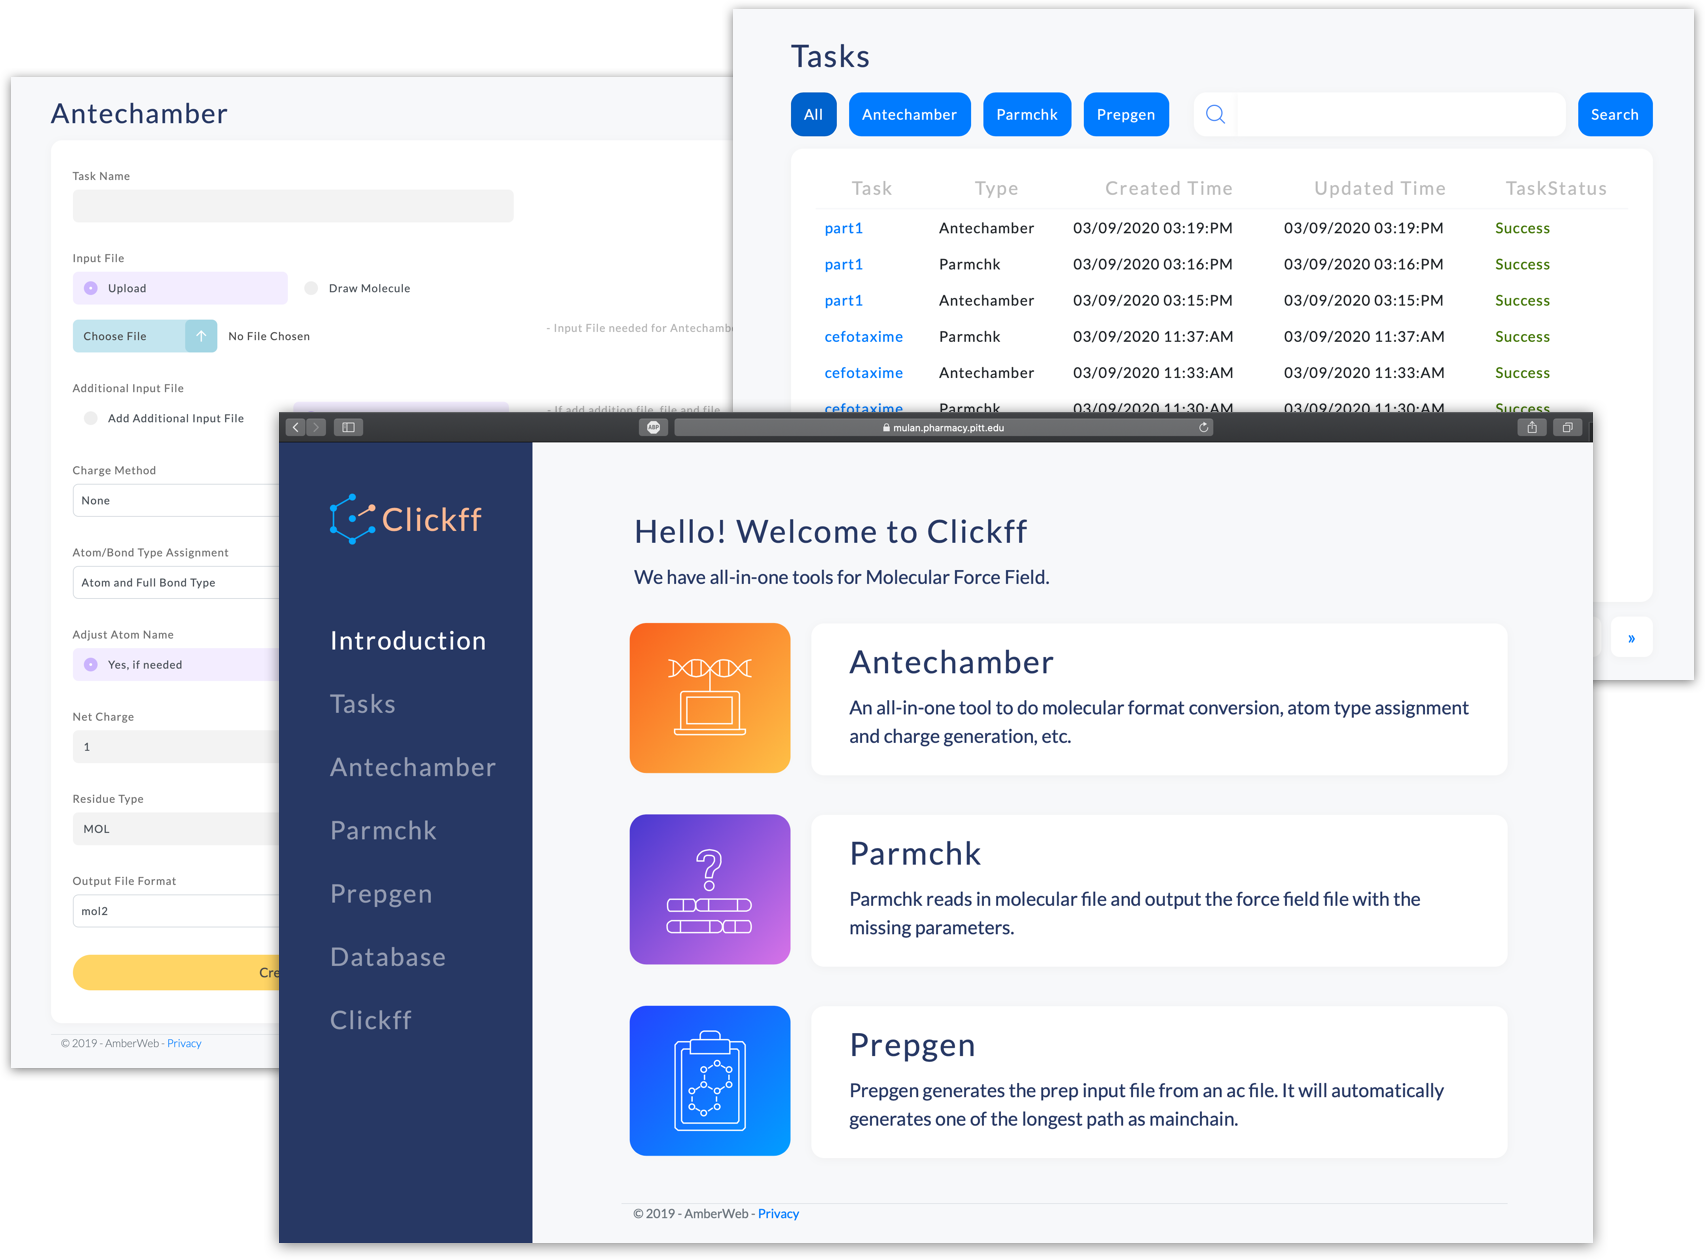 Antechamber
Task Name
Input File
Upload
Draw Molecule
Choose File
No File Chosen
- Input File needed for
Additional Input File
Add Additional Input File
- If add addition file, file and file
Charge Method
None
Atom/Bond Type Assignment
Atom and Full Bond Type
Adjust Atom Name
Yes, if needed
Net Charge
1
Residue Type
MOL
Output File Format
mol2
© 2019 - AmberWeb - Privacy
Tasks
All
Antechamber
Parmchk
Prepgen
Search
Task Type Created Time Updated Time TaskStatus
part1 Antechamber 03/09/2020 03:19:PM 03/09/2020 03:19:PM Success
part1 Parmchk 03/09/2020 03:16:PM 03/09/2020 03:16:PM Success
part1 Antechamber 03/09/2020 03:15:PM 03/09/2020 03:15:PM Success
cefotaxime Parmchk 03/09/2020 11:37:AM 03/09/2020 11:37:AM Success
cefotaxime Antechamber 03/09/2020 11:33:AM 03/09/2020 11:33:AM Success
cefotaxime Parmchk 03/09/2020 11:30:AM 03/09/2020 11:30:AM Success
»
ABP
mulan.pharmacy.pitt.edu
Clickff
Introduction
Tasks
Antechamber
Parmchk
Prepgen
Database
Clickff
Hello! Welcome to Clickff
We have all-in-one tools for Molecular Force Field.
Antechamber
An all-in-one tool to do molecular format conversion, atom type assignment
and charge generation, etc.
?
Parmchk
Parmchk reads in molecular file and output the force field file with the
missing parameters.
Prepgen
Prepgen generates the prep input file from an ac file. It will automatically
generates one of the longest path as mainchain.
© 2019 - AmberWeb - Privacy